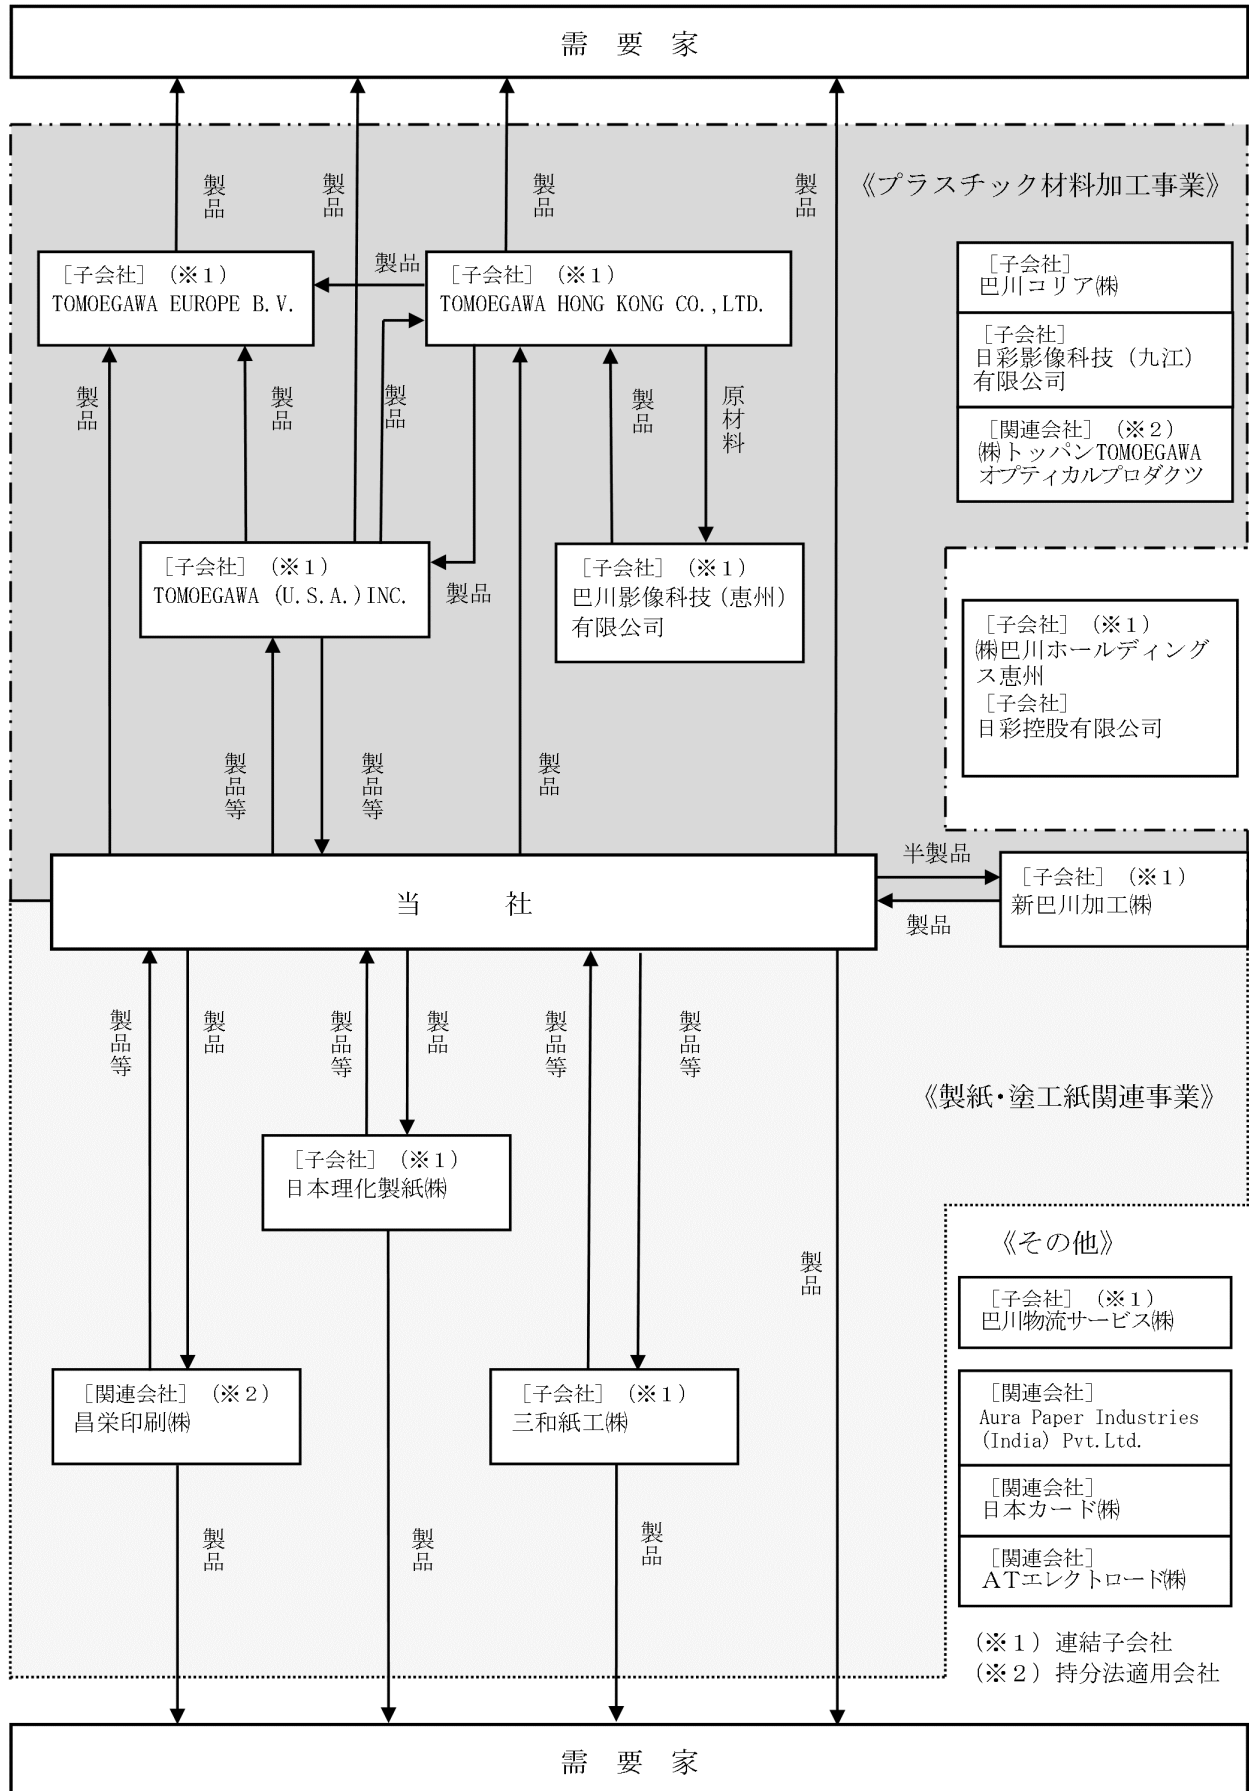 需 要 家
製品
製品
製品
製品
《プラスチック材料加工事業》
[子会社] (※1)
TOMOEGAWA EUROPE B.V.
製品
[子会社] (※1)
TOMOEGAWA HONG KONG CO.,LTD.
[子会社]
巴川コリア㈱
[子会社]
日彩影像科技(九江)
有限公司
[関連会社] (※2)
㈱トッパンTOMOEGAWA
オプティカルプロダクツ
製品
製品
製品
製品
原材料
[子会社] (※1)
TOMOEGAWA (U.S.A.)INC.
製品
[子会社] (※1)
巴川影像科技(恵州)
有限公司
[子会社] (※1)
㈱巴川ホールディング
ス恵州
[子会社]
日彩控股有限公司
製品等
製品等
製品
当 社
半製品
製品
[子会社] (※1)
新巴川加工㈱
製品等
製品
製品等
製品
製品等
製品等
《製紙・塗工紙関連事業》
[子会社] (※1)
日本理化製紙㈱
製品
《その他》
[子会社] (※1)
巴川物流サービス㈱
[関連会社] (※2)
昌栄印刷㈱
[子会社] (※1)
三和紙工㈱
[関連会社]
Aura Paper Industries
(India) Pvt.Ltd.
[関連会社]
日本カード㈱
[関連会社]
ATエレクトロード㈱
製品
製品
製品
(※1) 連結子会社
(※2) 持分法適用会社
需 要 家